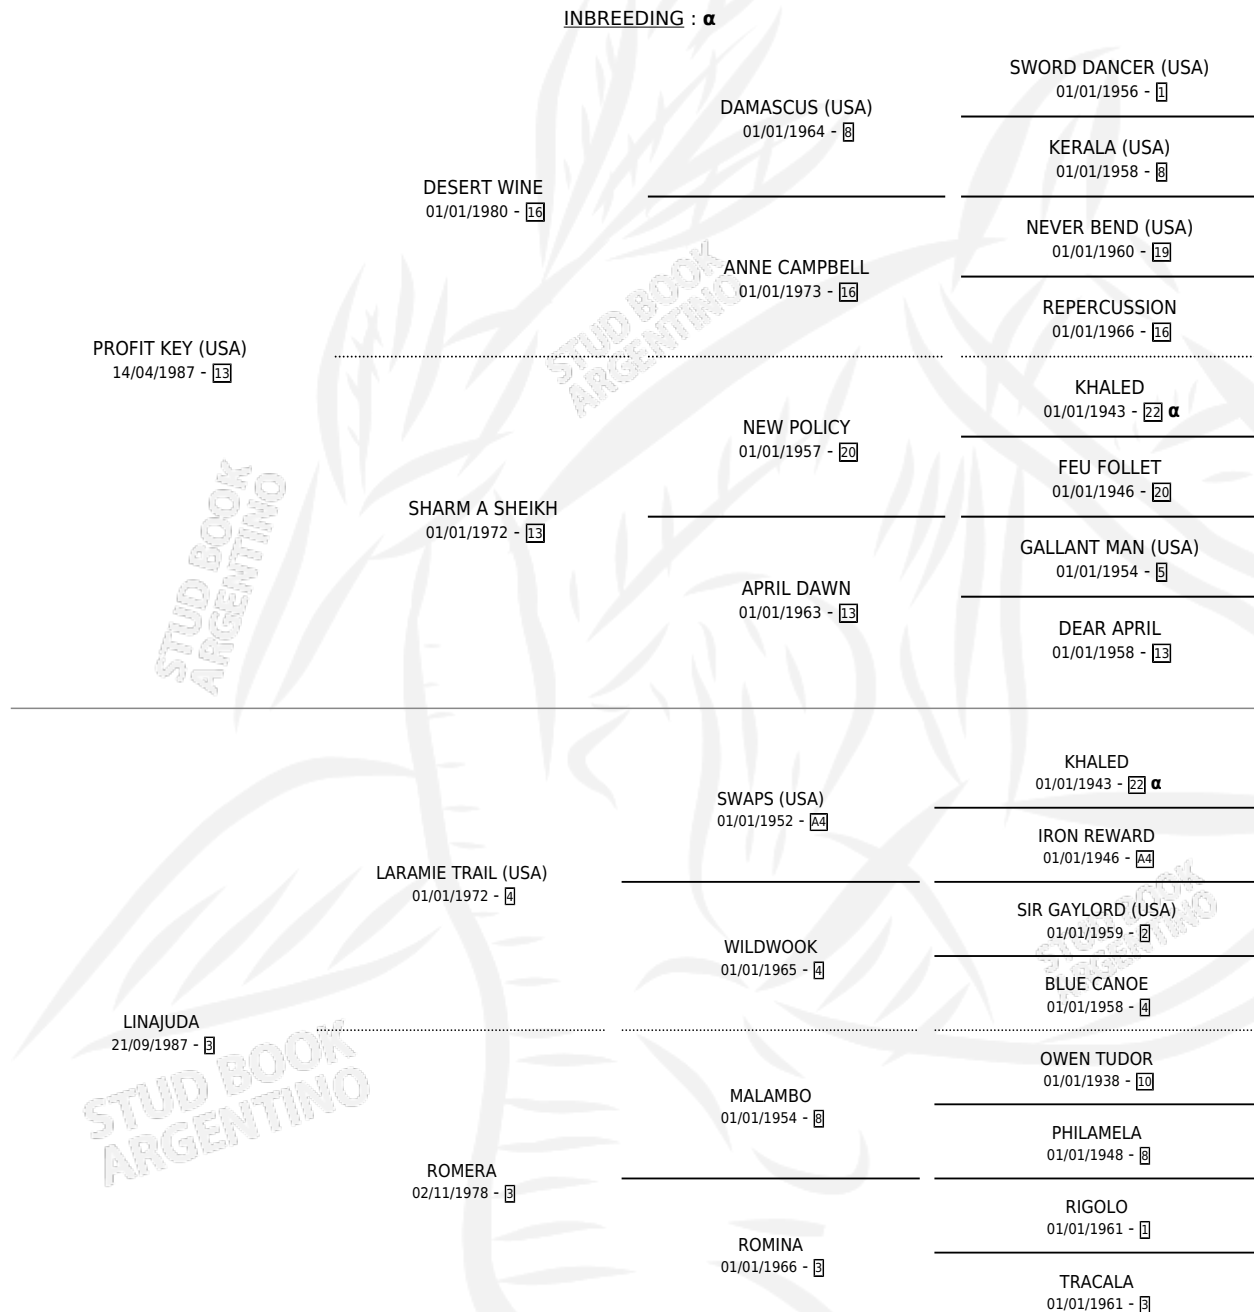 INBREEDING : α
SWORD DANCER (USA)
01/01/1956 - 1
DAMASCUS (USA)
01/01/1964 - 8
KERALA (USA)
01/01/1958 - 8
DESERT WINE
01/01/1980 - 16
NEVER BEND (USA)
01/01/1960 - 19
ANNE CAMPBELL
01/01/1973 - 16
REPERCUSSION
01/01/1966 - 16
PROFIT KEY (USA)
14/04/1987 - 13
KHALED
01/01/1943 - 22 α
NEW POLICY
01/01/1957 - 20
FEU FOLLET
01/01/1946 - 20
SHARM A SHEIKH
01/01/1972 - 13
GALLANT MAN (USA)
01/01/1954 - 5
APRIL DAWN
01/01/1963 - 13
DEAR APRIL
01/01/1958 - 13
STUD BOOK
ARGENTINO
STUD BOOK
ARGENTINO
KHALED
01/01/1943 - 22 α
SWAPS (USA)
01/01/1952 - A4
IRON REWARD
01/01/1946 - A4
LARAMIE TRAIL (USA)
01/01/1972 - 4
SIR GAYLORD (USA)
01/01/1959 - 2
WILDWOOK
01/01/1965 - 4
BLUE CANOE
01/01/1958 - 4
LINAJUDA
21/09/1987 - 3
OWEN TUDOR
01/01/1938 - 10
MALAMBO
01/01/1954 - 8
PHILAMELA
01/01/1948 - 8
ROMERA
02/11/1978 - 3
RIGOLO
01/01/1961 - 1
ROMINA
01/01/1966 - 3
TRACALA
01/01/1961 - 3
STUD BOOK
ARGENTINO
STUD BOOK
ARGENTINO